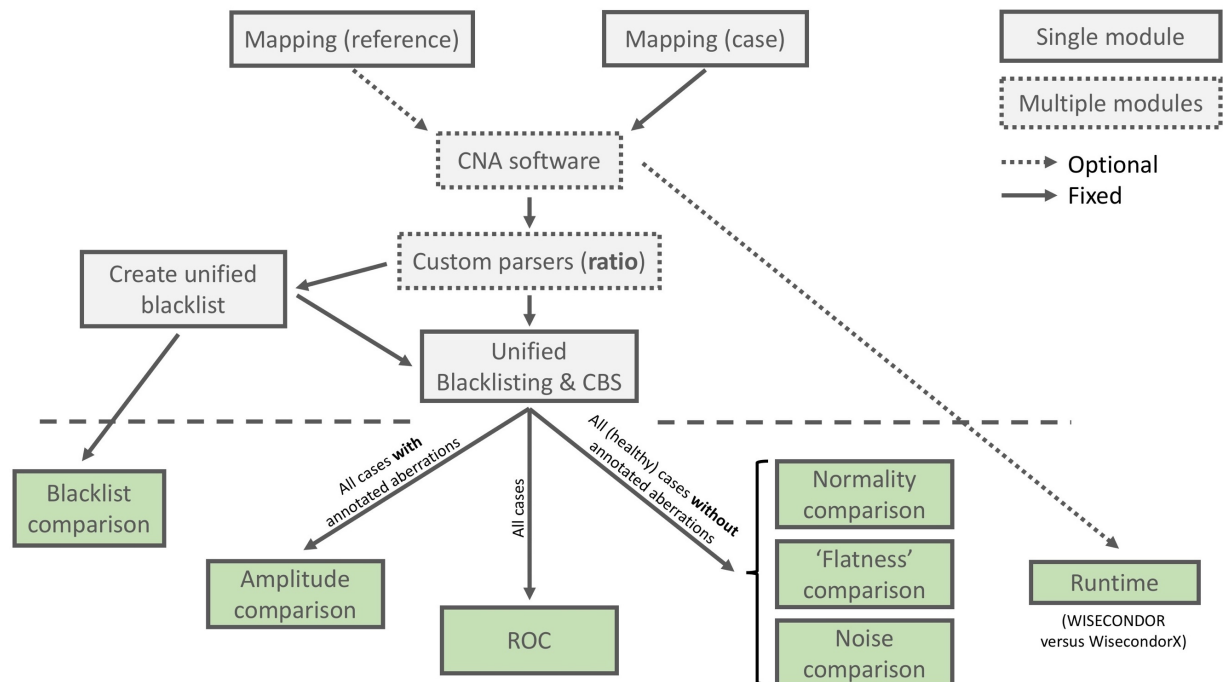 Mapping (reference)
Mapping (case)
Single module
Multiple modules
Optional
Fixed
CNA software
Custom parsers (ratio)
Create unified
blacklist
Unified
Blacklisting & CBS
All cases with
annotated aberrations
All cases
All (healthy) cases without
annotated aberrations
Blacklist
comparison
Amplitude
comparison
ROC
Normality
comparison
‘Flatness’
comparison
Noise
comparison
Runtime
(WISECONDOR
versus WisecondorX)